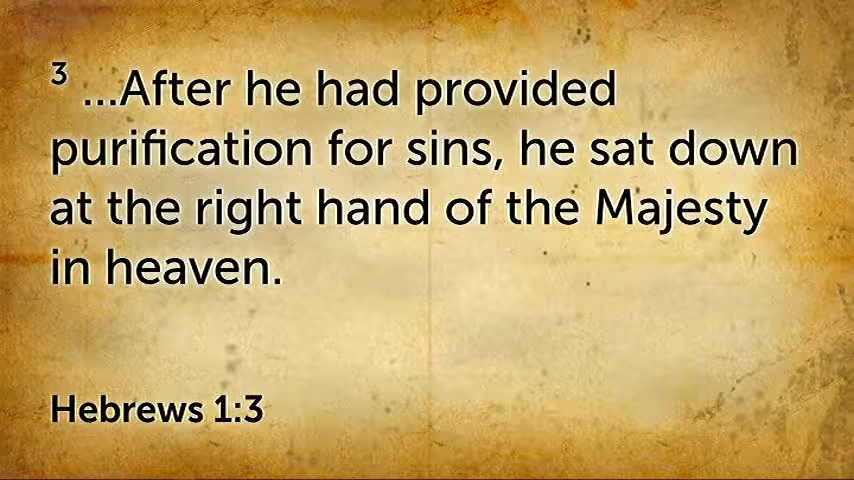 3 ...After he had provided
purification for sins, he sat down
at the right hand of the Majesty
in heaven.
Hebrews 1:3